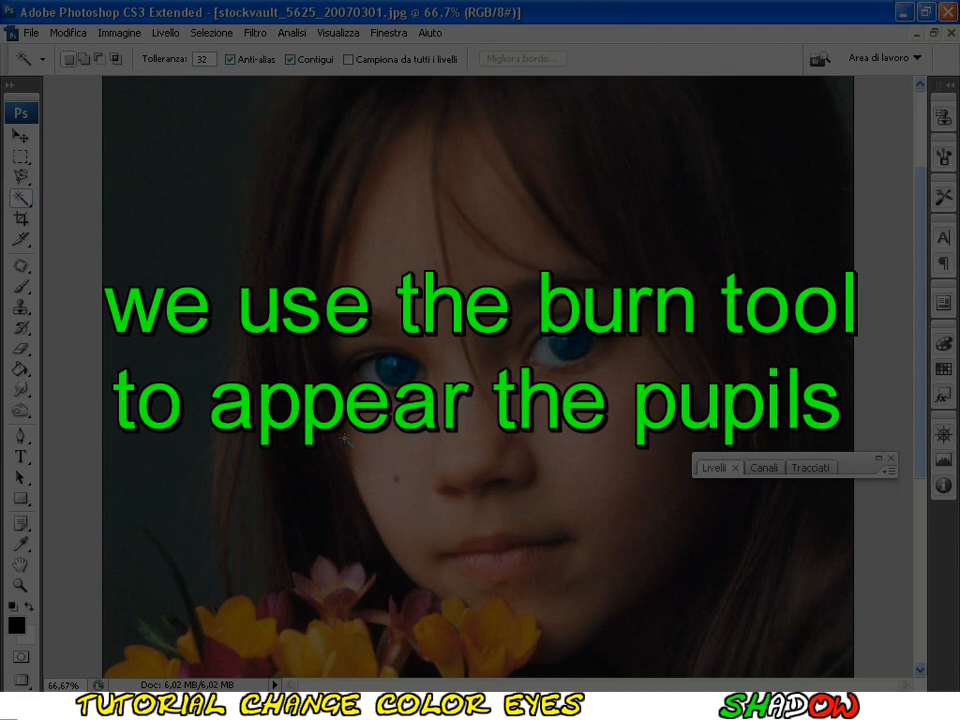 Ps Adobe Photoshop CS3 Extended - [stockvault_5625_20070301.jpg @ 66,7% (RGB/8#)]
File Modifica Immagine Livello Selezione Filtro Analisi Visualizza Finestra Aiuto
Tolleranza: 32 Anti-alias Contigui Campiona da tutti i livelli Migliora bordo... Area di lavoro
Ps
we use the burn tool
to appear the pupils
Livelli Canali Tracciati
66,67% Doc: 6,02 MB/6,02 MB
TUTORIAL CHANGE COLOR EYES SHADOW